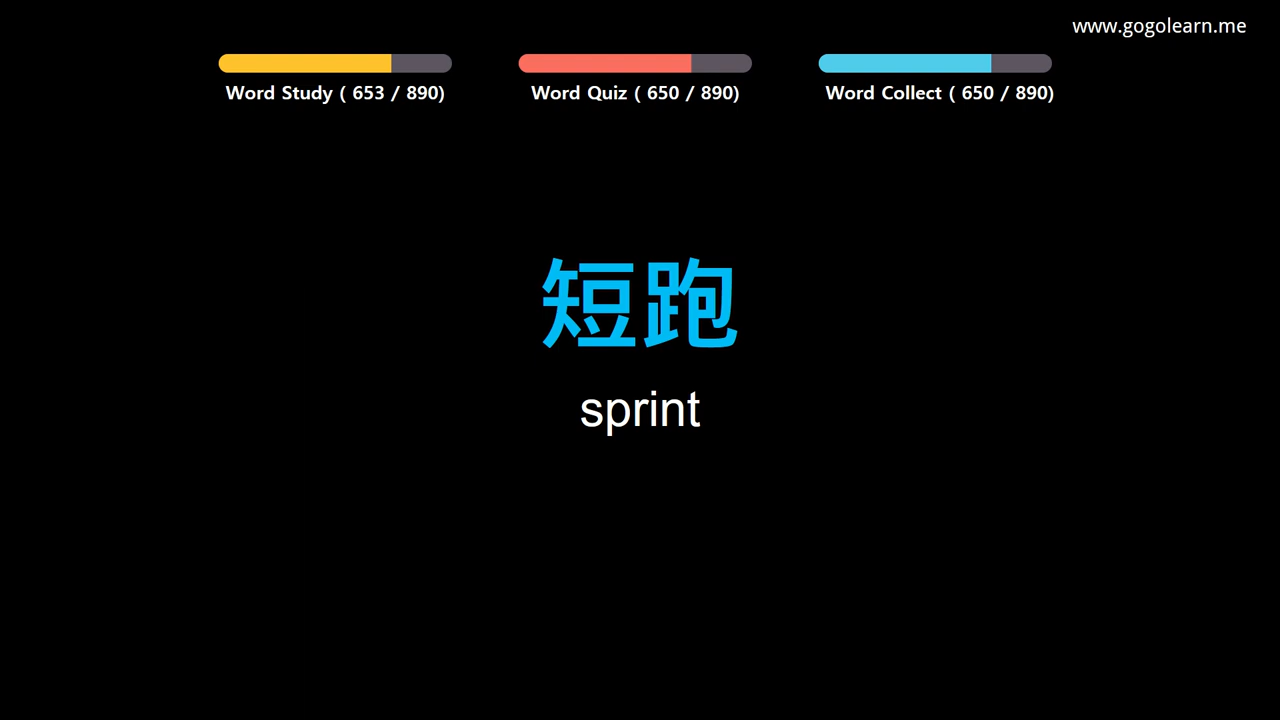 www.gogolearn.me
Word Study ( 653 / 890)
Word Quiz ( 650 / 890)
Word Collect ( 650 / 890)
短跑
sprint